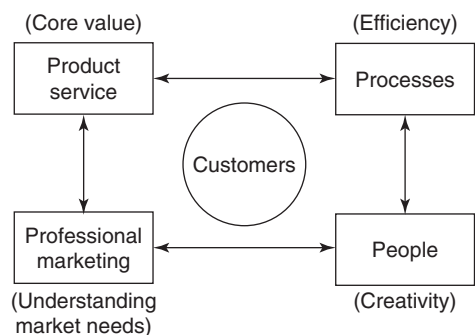 (Core value)
Product
service
(Efficiency)
Processes
Customers
Professional
marketing
(Understanding
market needs)
People
(Creativity)